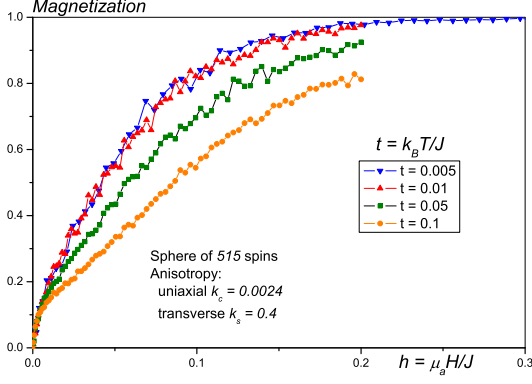 Magnetization
1.0
0.8
0.6
0.4
0.2
0.0
t = k_BT/J
t = 0.005
t = 0.01
t = 0.05
t = 0.1
Sphere of 515 spins
Anisotropy:
uniaxial k_c = 0.0024
transverse k_s = 0.4
0.0 0.1 0.2 0.3
h = μ_aH/J